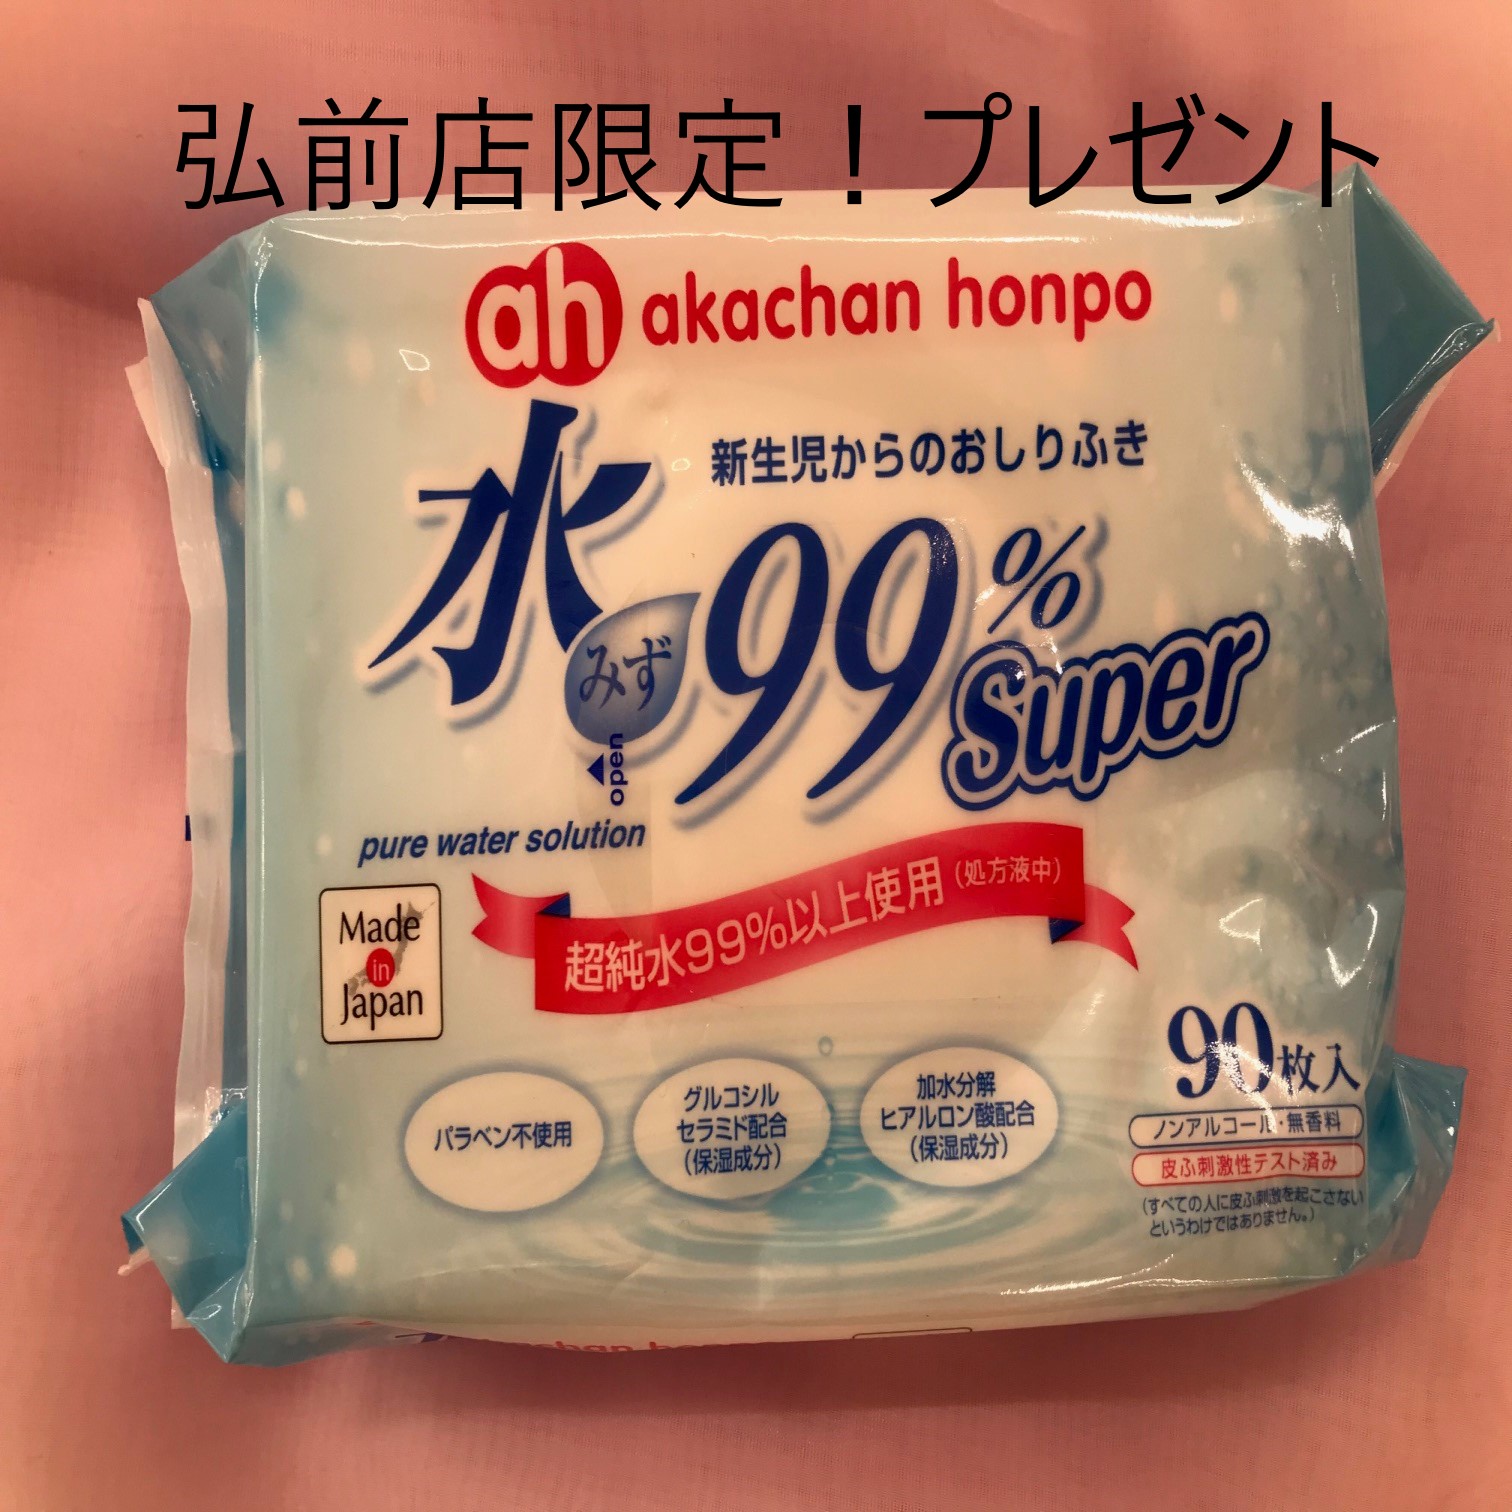 弘前店限定！プレゼント
ah akachan honpo
新生児からのおしりふき
水 99%
みず
Super
open
pure water solution
超純水99%以上使用（処方液中）
Made
in
Japan
90枚入
パラベン不使用
グルコシル
セラミド配合
（保湿成分）
加水分解
ヒアルロン酸配合
（保湿成分）
ノンアルコール・無香料
皮ふ刺激性テスト済み
（すべての人に皮ふ刺激を起こさない
というわけではありません。）